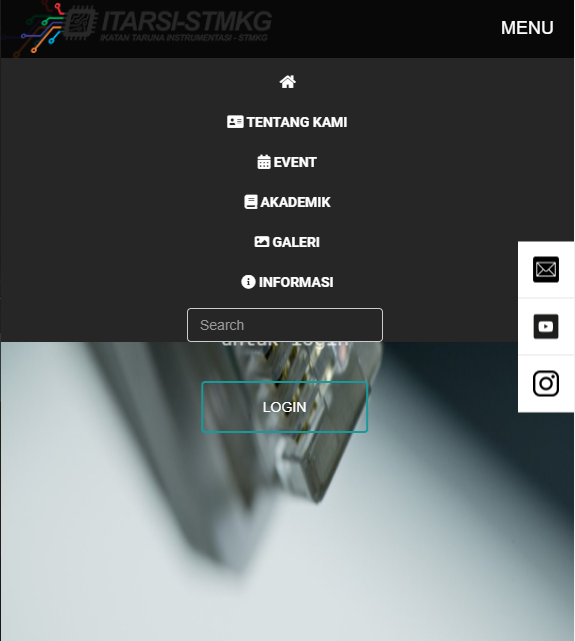 ITARSI-STMKG
IKATAN TARUNA INSTRUMENTASI - STMKG
MENU
TENTANG KAMI
EVENT
AKADEMIK
GALERI
INFORMASI
Search
untuk login
LOGIN